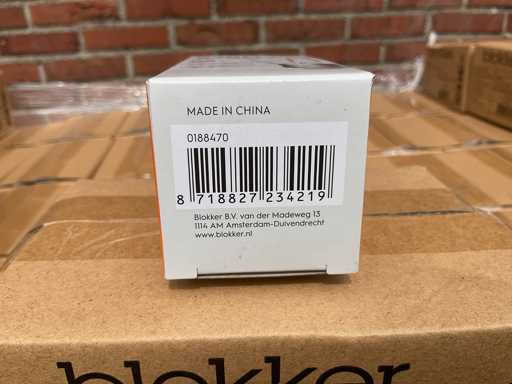 MADE IN CHINA
0188470
8 718827 234219
Blokker B.V. van der Madeweg 13
1114 AM Amsterdam-Duivendrecht
www.blokker.nl
blokker